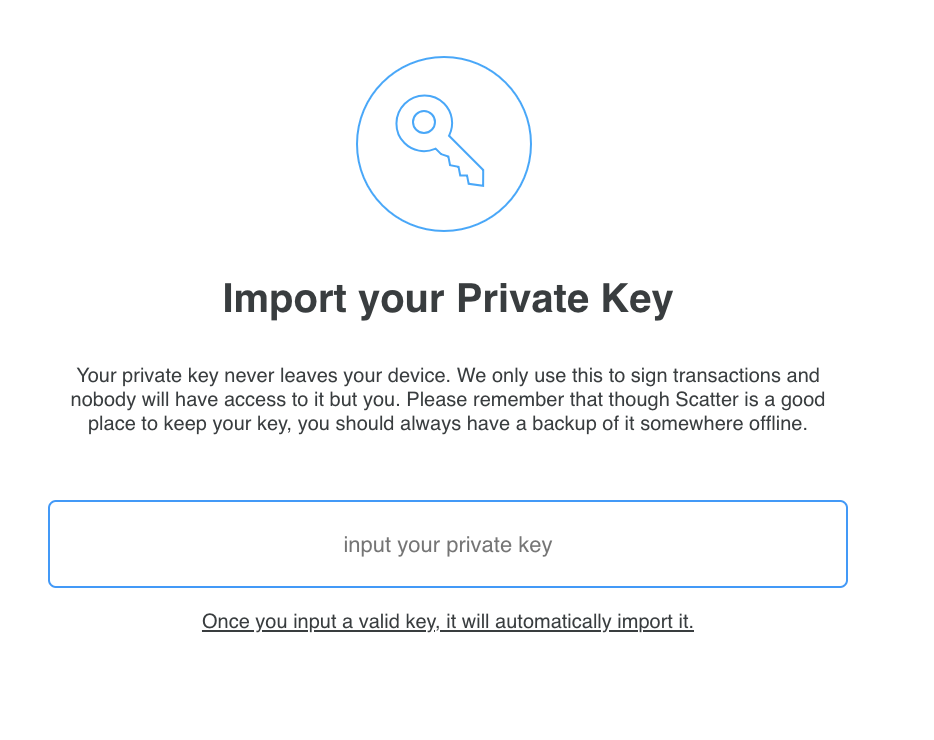 Import your Private Key
Your private key never leaves your device. We only use this to sign transactions and
nobody will have access to it but you. Please remember that though Scatter is a good
place to keep your key, you should always have a backup of it somewhere offline.
input your private key
Once you input a valid key, it will automatically import it.